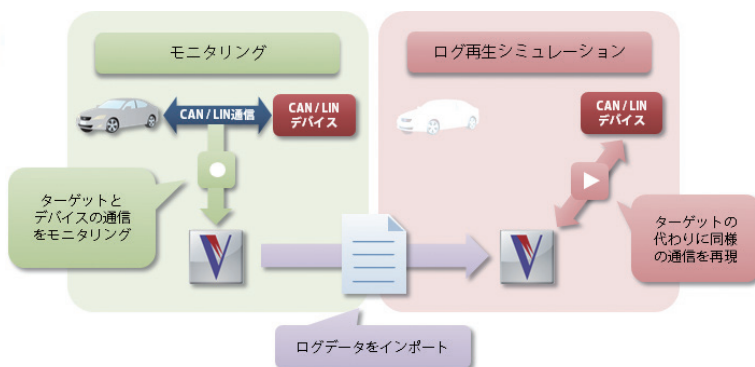 モニタリング
ログ再生シミュレーション
CAN / LIN通信
CAN / LIN
デバイス
CAN / LIN
デバイス
ターゲットと
デバイスの通信
をモニタリング
ターゲットの
代わりに同様
の通信を再現
ログデータをインポート